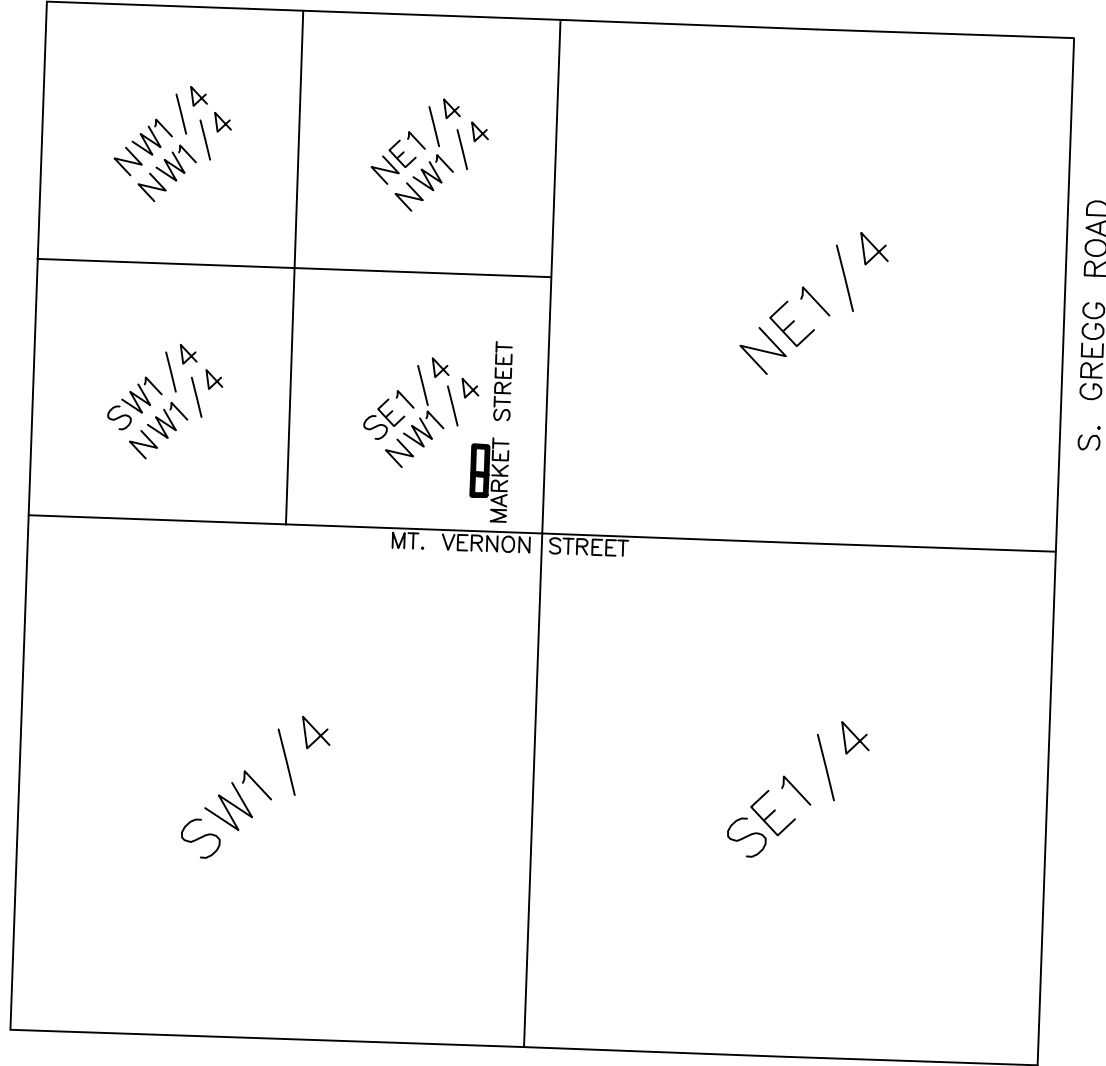 NW1/4
NW1/4
NE1/4
NW1/4
NE1/4
S. GREGG ROAD
SW1/4
NW1/4
SE1/4
NW1/4
MARKET STREET
MT. VERNON STREET
SW1/4
SE1/4